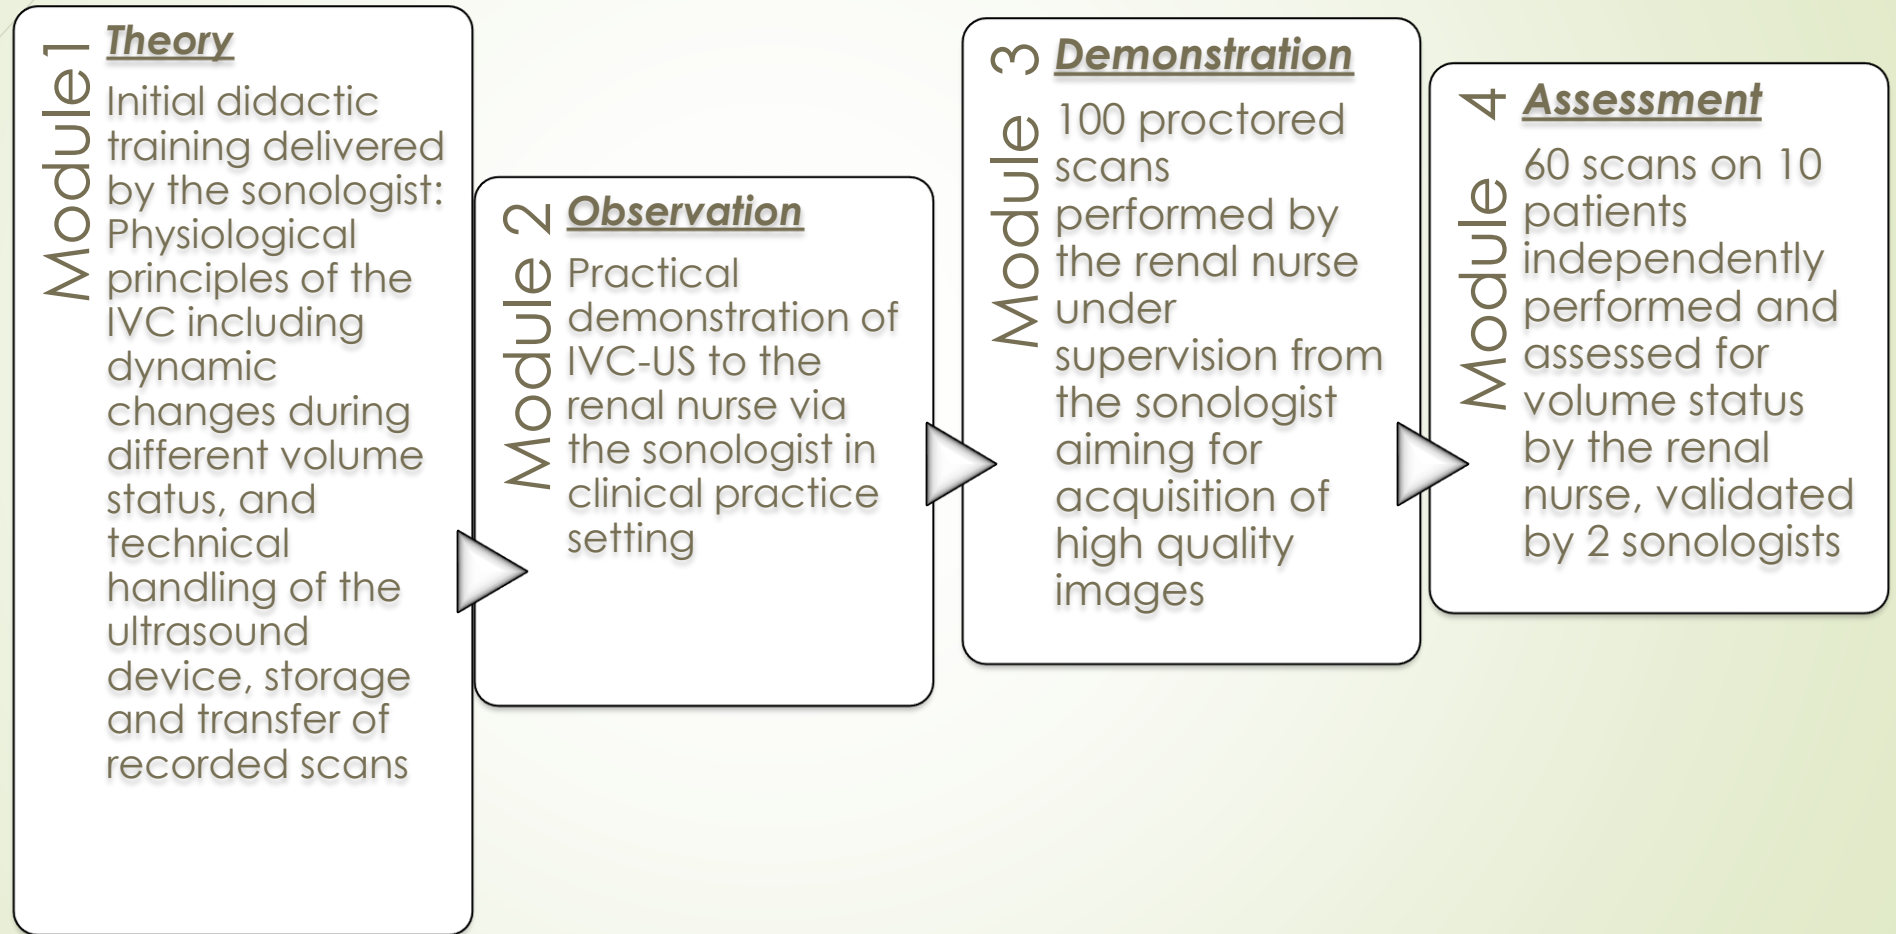 Module1
Theory
Initial didactic
training delivered
by the sonologist:
Physiological
principles of the
IVC including
dynamic
changes during
different volume
status, and
technical
handling of the
ultrasound
device, storage
and transfer of
recorded scans
Module 2
Observation
Practical
demonstration of
IVC-US to the
renal nurse via
the sonologist in
clinical practice
setting
Module 3
Demonstration
100 proctored
scans
performed by
the renal nurse
under
supervision from
the sonologist
aiming for
acquisition of
high quality
images
Module 4
Assessment
60 scans on 10
patients
independently
performed and
assessed for
volume status
by the renal
nurse, validated
by 2 sonologists